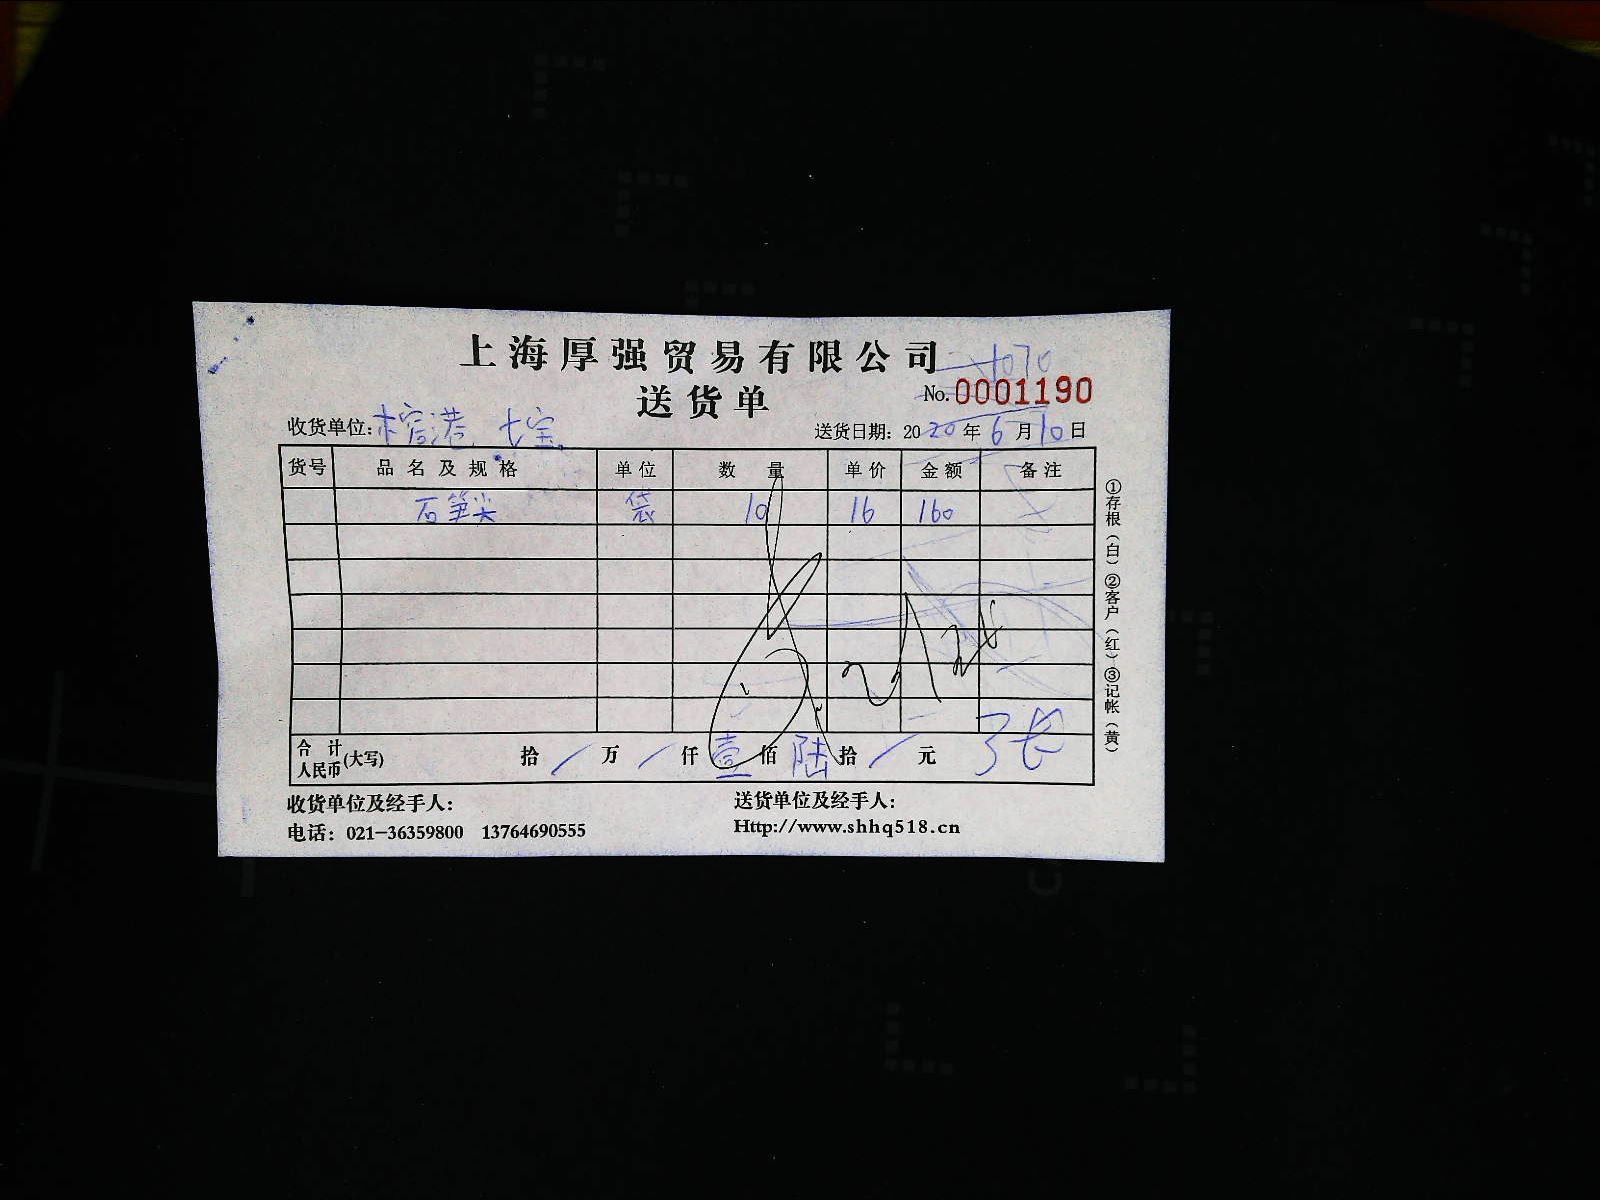 上海厚强贸易有限公司
送货单
No.0001190
收货单位: 七宝
送货日期: 2020年6月10日
货号 品名及规格 单位 数量 单价 金额 备注
石笋尖 袋 10 16 160
合计人民币(大写) 拾/万/仟壹佰陆拾/元
收货单位及经手人:
送货单位及经手人:
电话: 021-36359800 13764690555
Http://www.shhq518.cn
①存根(白)②客户(红)③记帐(黄)